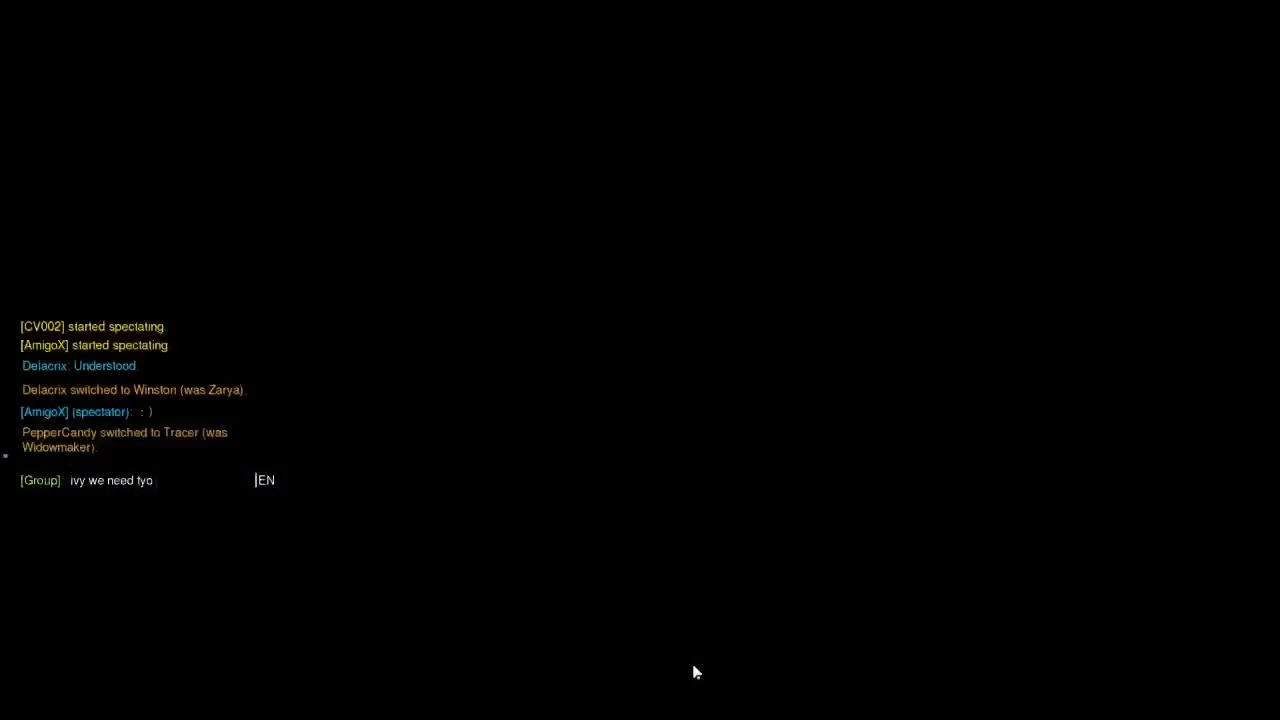 [CV002] started spectating.
[AmigoX] started spectating.
Delacrix: Understood.
Delacrix switched to Winston (was Zarya).
[AmigoX] (spectator): : )
PepperCandy switched to Tracer (was
Widowmaker).
[Group] ivy we need tyo EN